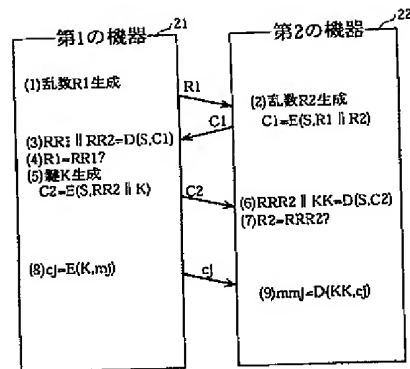 第1の機器 21
第2の機器 22
(1)乱数R1生成
R1
(2)乱数R2生成
C1=E(S,R1∥R2)
C1
(3)RR1∥RR2=D(S,C1)
(4)R1=RR1?
(5)鍵K生成
C2=E(S,RR2∥K)
C2
(6)RRR2∥KK=D(S,C2)
(7)R2=RRR2?
(8)cj=E(K,mj)
cj
(9)mmj=D(KK,cj)